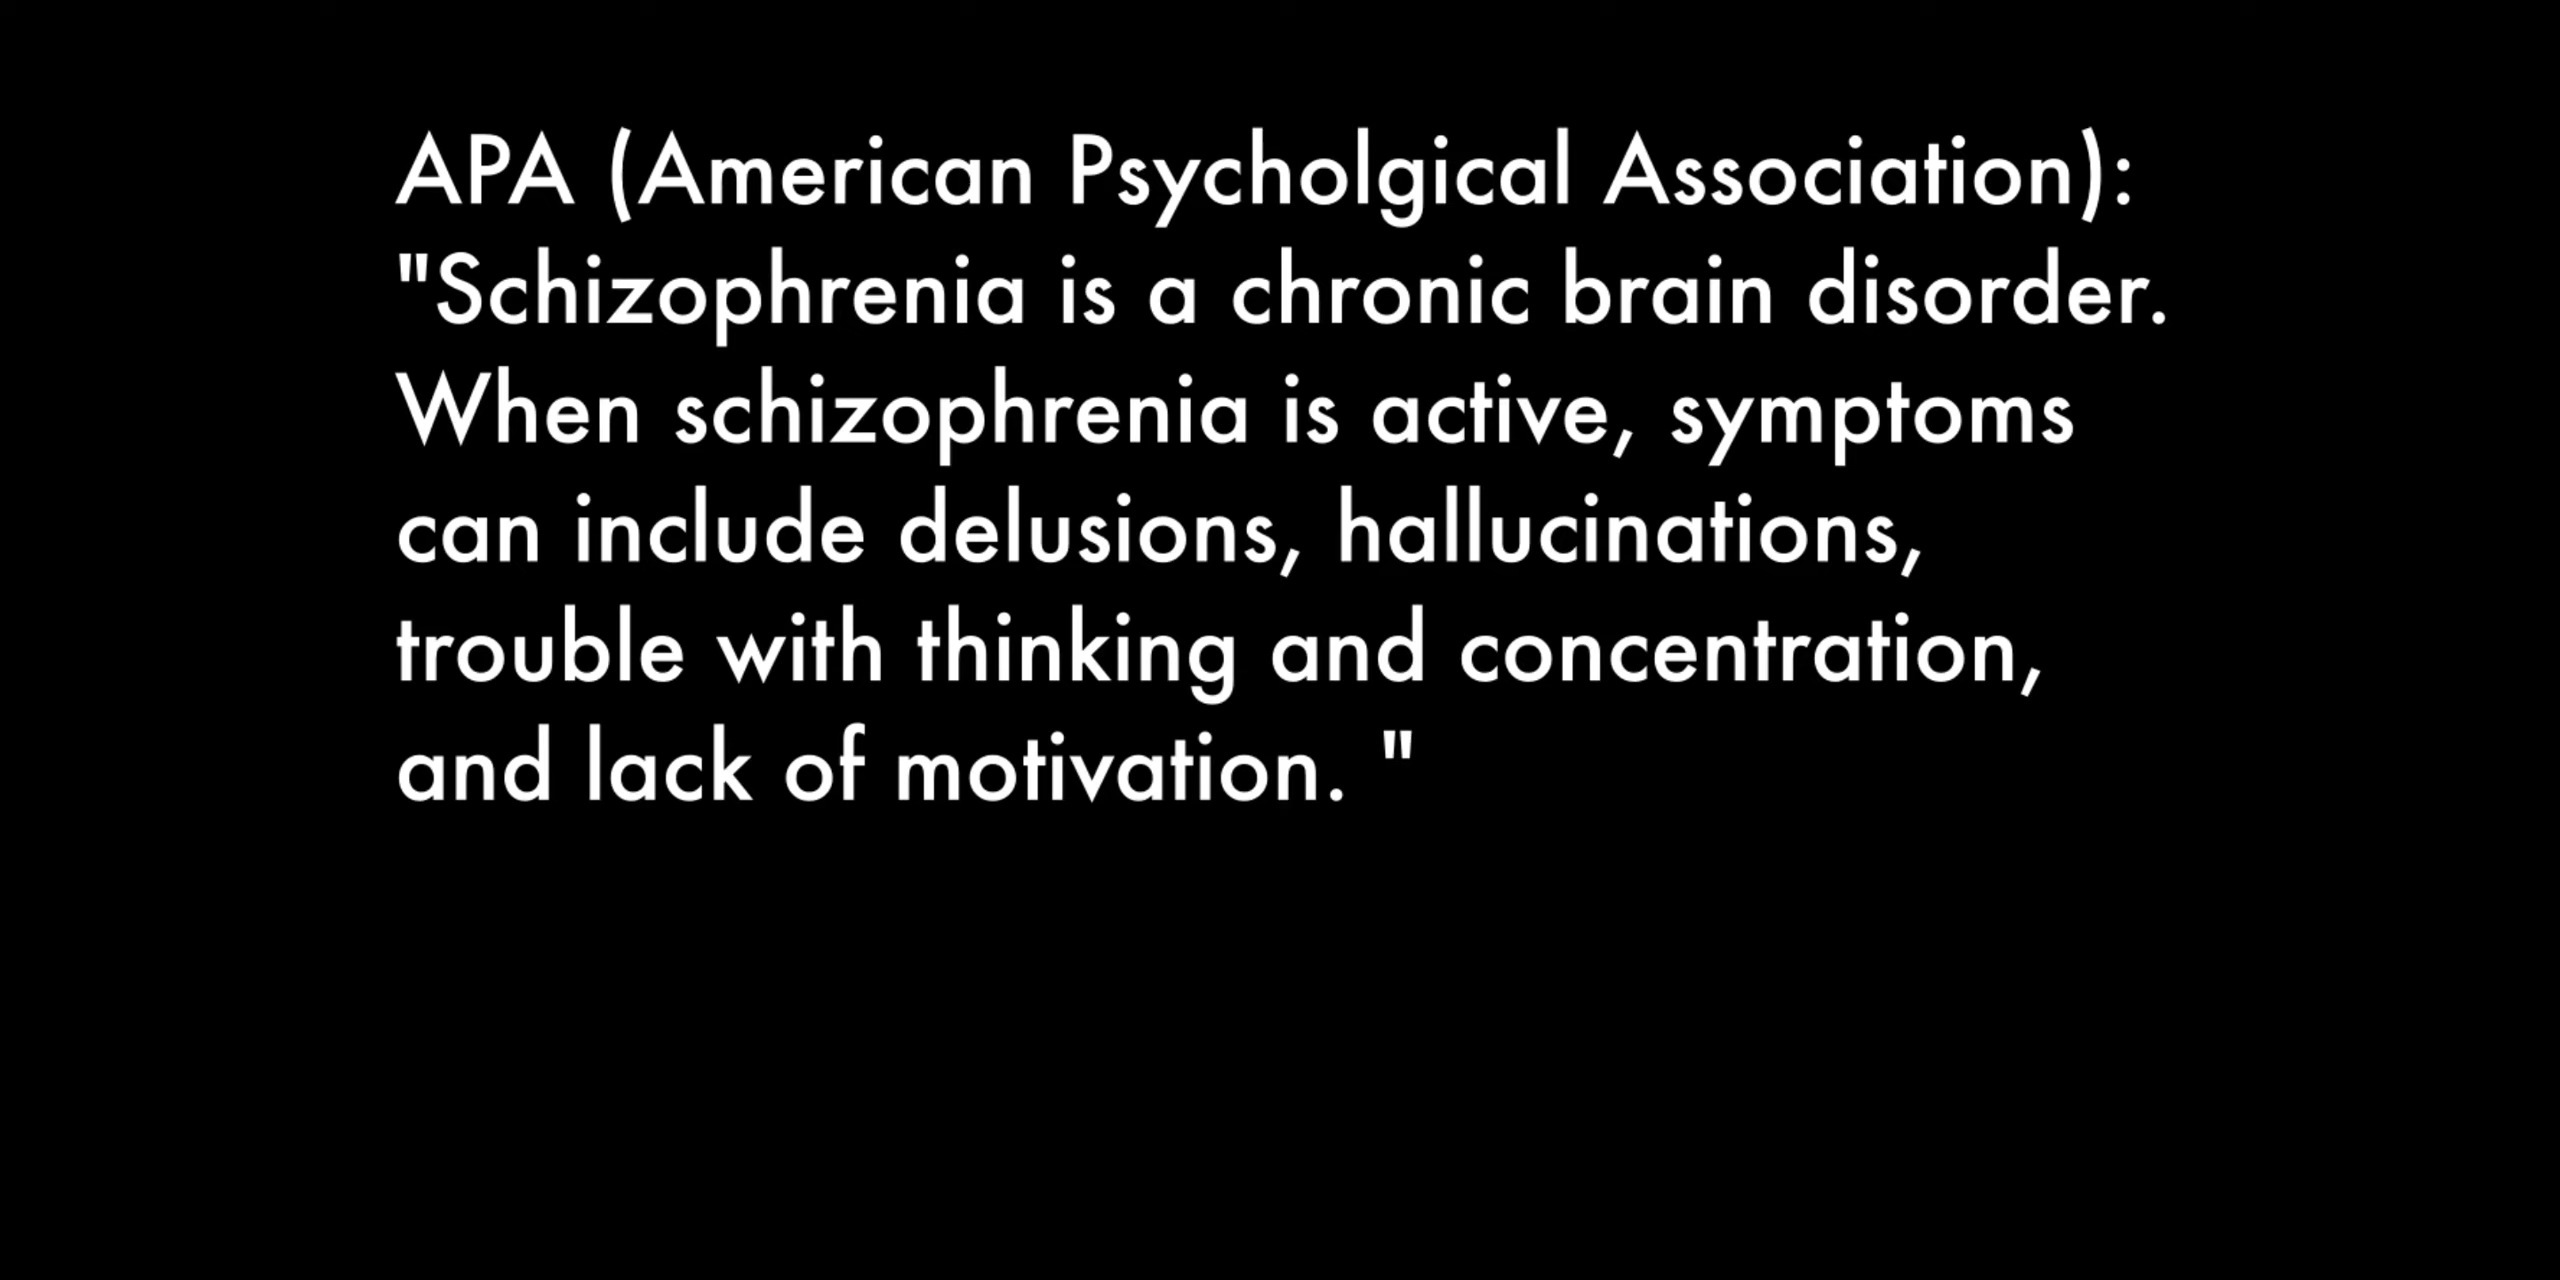 APA (American Psycholgical Association):
"Schizophrenia is a chronic brain disorder.
When schizophrenia is active, symptoms
can include delusions, hallucinations,
trouble with thinking and concentration,
and lack of motivation. "